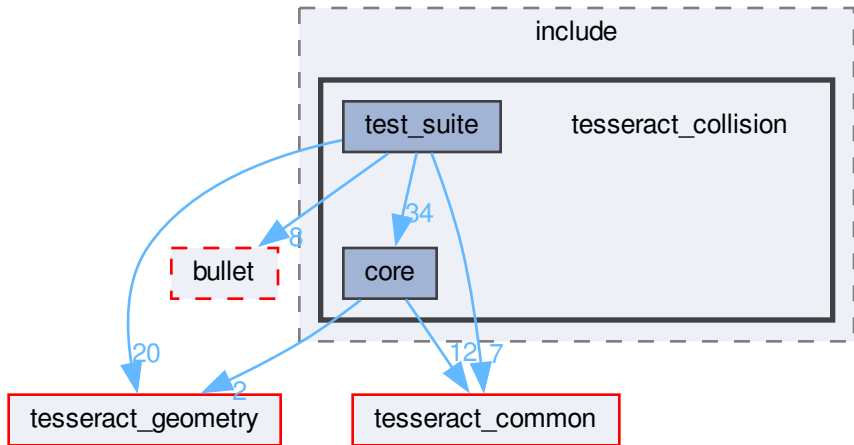 include
test_suite
tesseract_collision
34
8
bullet
core
20
2
12
7
tesseract_geometry
tesseract_common